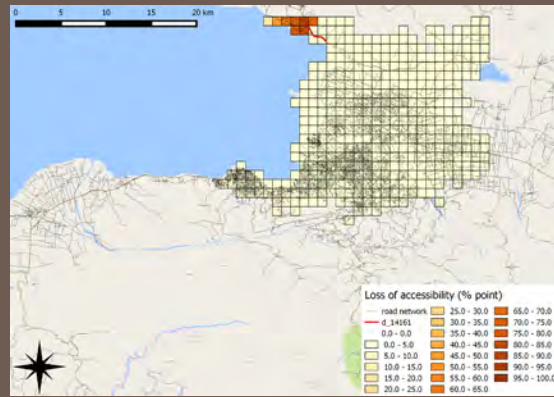 0 5 10 15 20 km
Loss of accessibility (% point)
road network
d_14161
0.0 - 0.0
0.0 - 5.0
5.0 - 10.0
10.0 - 15.0
15.0 - 20.0
20.0 - 25.0
25.0 - 30.0
30.0 - 35.0
35.0 - 40.0
40.0 - 45.0
45.0 - 50.0
50.0 - 55.0
55.0 - 60.0
60.0 - 65.0
65.0 - 70.0
70.0 - 75.0
75.0 - 80.0
80.0 - 85.0
85.0 - 90.0
90.0 - 95.0
95.0 - 100.0